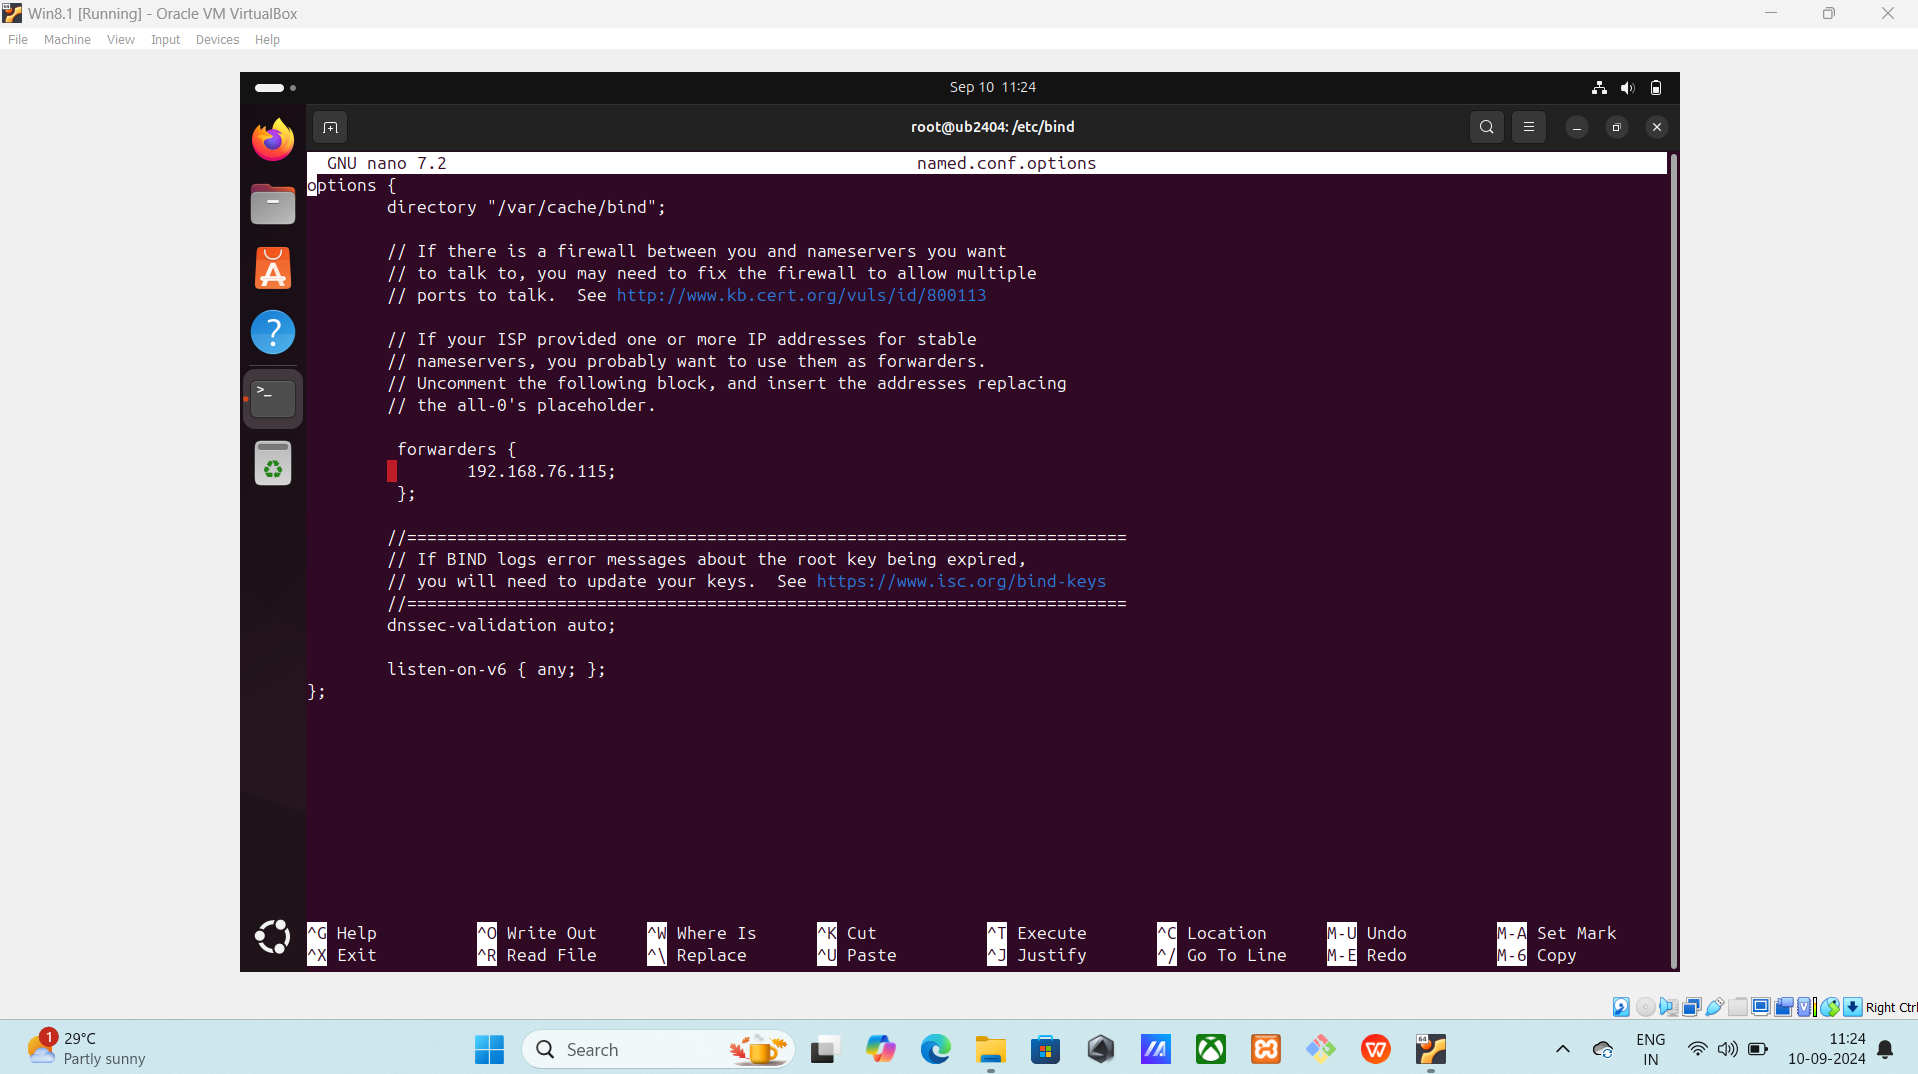 Win8.1 [Running] - Oracle VM VirtualBox
File Machine View Input Devices Help
Sep 10 11:24
root@ub2404: /etc/bind
GNU nano 7.2 named.conf.options
options {
directory "/var/cache/bind";
// If there is a firewall between you and nameservers you want
// to talk to, you may need to fix the firewall to allow multiple
// ports to talk.  See http://www.kb.cert.org/vuls/id/800113
// If your ISP provided one or more IP addresses for stable
// nameservers, you probably want to use them as forwarders.
// Uncomment the following block, and insert the addresses replacing
// the all-0's placeholder.
forwarders {
192.168.76.115;
};
//========================================================================
// If BIND logs error messages about the root key being expired,
// you will need to update your keys.  See https://www.isc.org/bind-keys
//========================================================================
dnssec-validation auto;
listen-on-v6 { any; };
};
^G Help ^O Write Out ^W Where Is ^K Cut ^T Execute ^C Location M-U Undo M-A Set Mark
^X Exit ^R Read File ^\ Replace ^U Paste ^J Justify ^/ Go To Line M-E Redo M-6 Copy
Right Ctrl
1 29°C
Partly sunny
Search
64
ENG
IN
11:24
10-09-2024